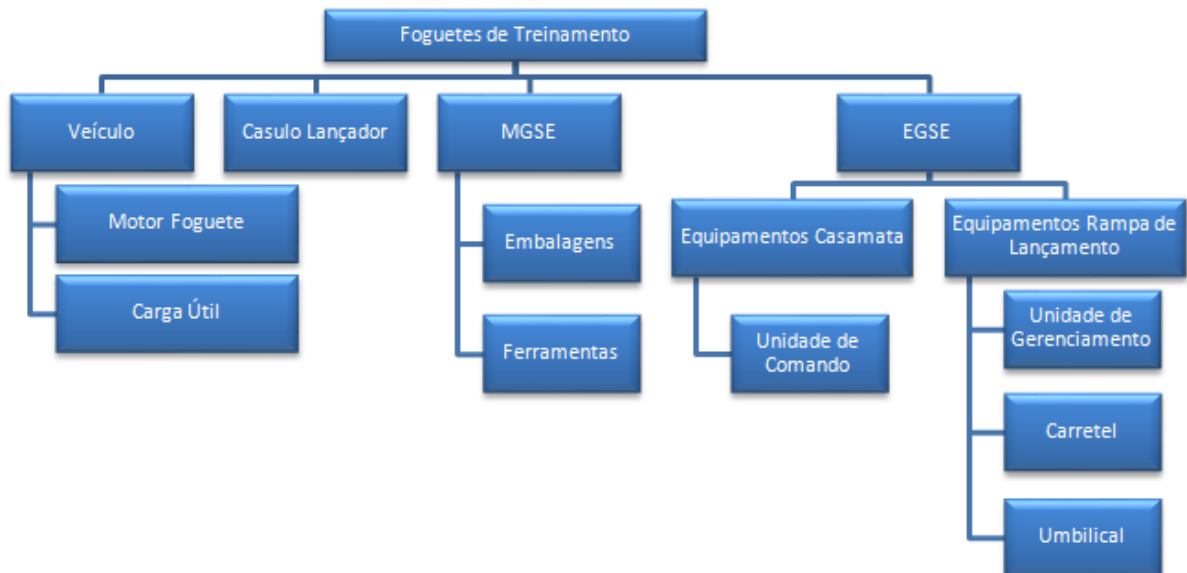 Foguetes de Treinamento
Veículo
Casulo Lançador
MGSE
EGSE
Motor Foguete
Carga Útil
Embalagens
Ferramentas
Equipamentos Casamata
Unidade de
Comando
Equipamentos Rampa de
Lançamento
Unidade de
Gerenciamento
Carretel
Umbilical